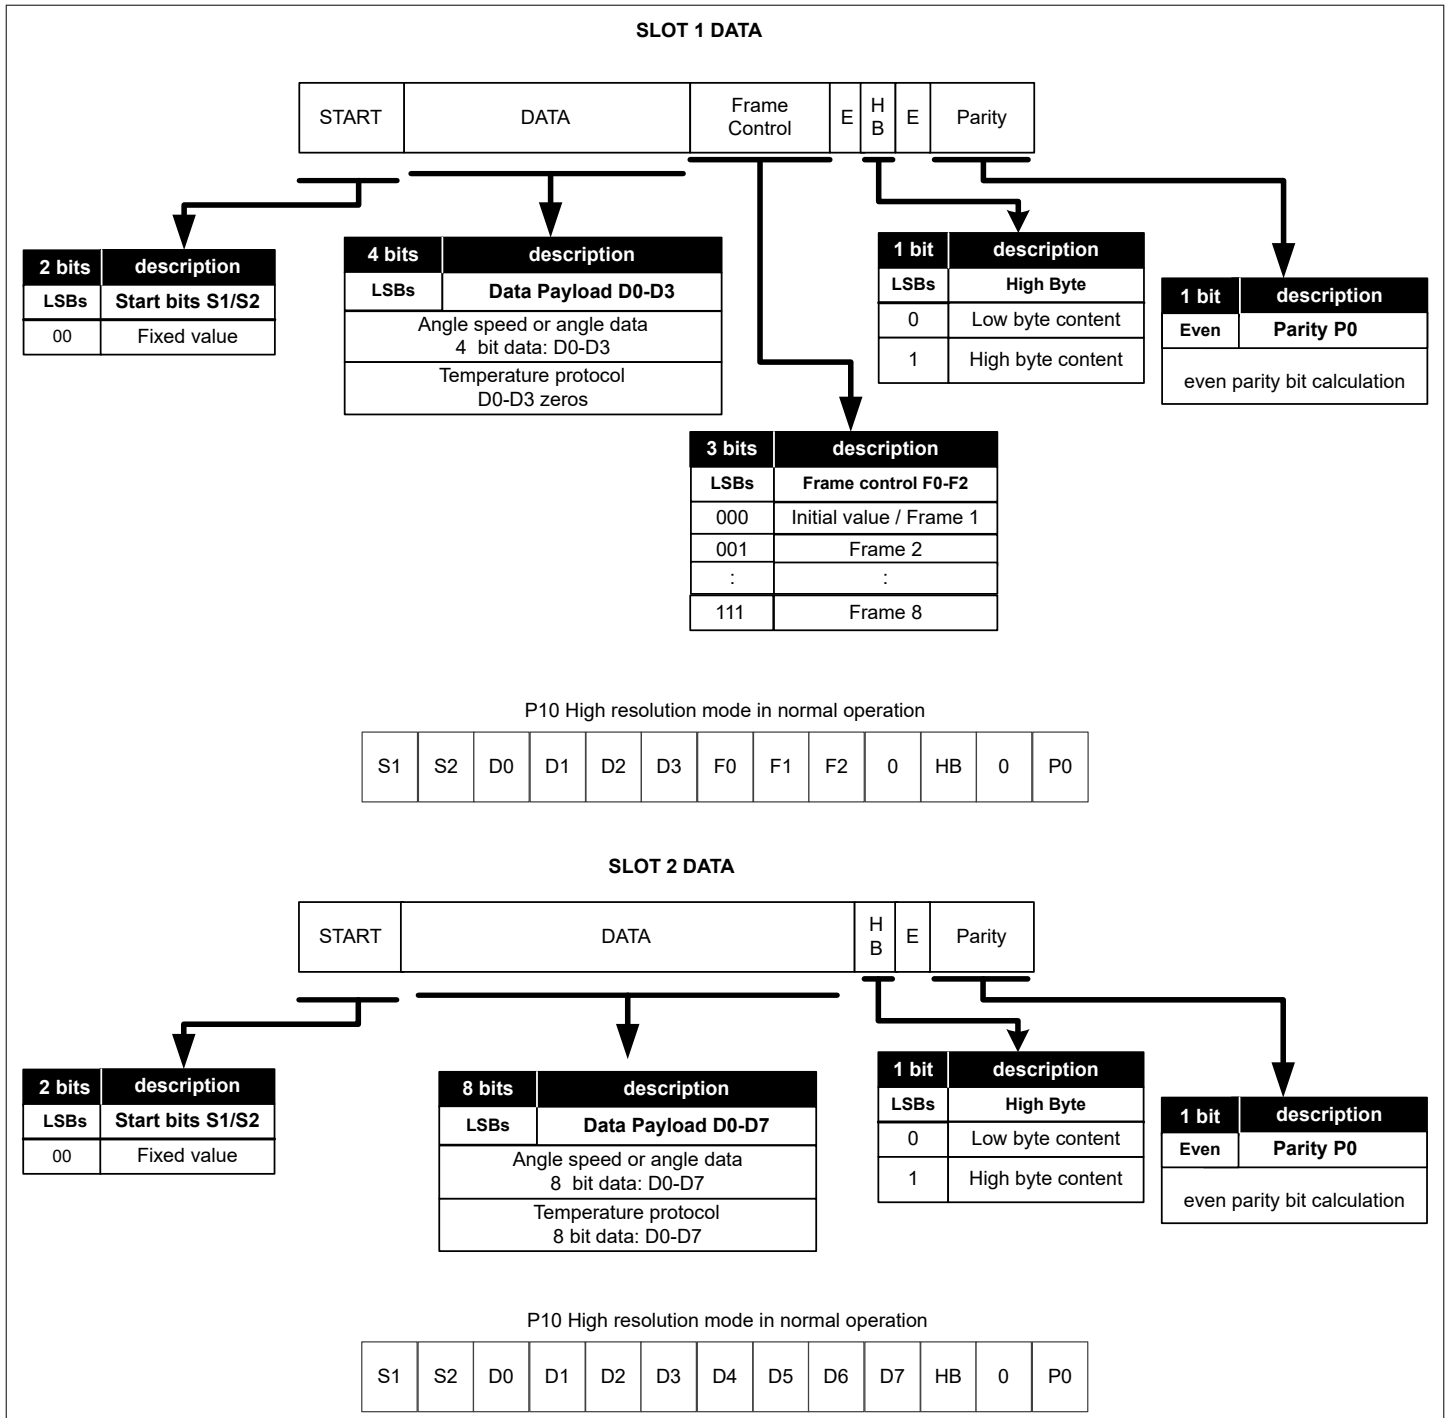 SLOT 1 DATA
START DATA Frame Control E HB E Parity
2 bits description
LSBs Start bits S1/S2
00 Fixed value
4 bits description
LSBs Data Payload D0-D3
Angle speed or angle data
4 bit data: D0-D3
Temperature protocol
D0-D3 zeros
1 bit description
LSBs High Byte
0 Low byte content
1 High byte content
1 bit description
Even Parity P0
even parity bit calculation
3 bits description
LSBs Frame control F0-F2
000 Initial value / Frame 1
001 Frame 2
: :
111 Frame 8
P10 High resolution mode in normal operation
S1 S2 D0 D1 D2 D3 F0 F1 F2 0 HB 0 P0
SLOT 2 DATA
START DATA HB E Parity
2 bits description
LSBs Start bits S1/S2
00 Fixed value
8 bits description
LSBs Data Payload D0-D7
Angle speed or angle data
8 bit data: D0-D7
Temperature protocol
8 bit data: D0-D7
1 bit description
LSBs High Byte
0 Low byte content
1 High byte content
1 bit description
Even Parity P0
even parity bit calculation
P10 High resolution mode in normal operation
S1 S2 D0 D1 D2 D3 D4 D5 D6 D7 HB 0 P0